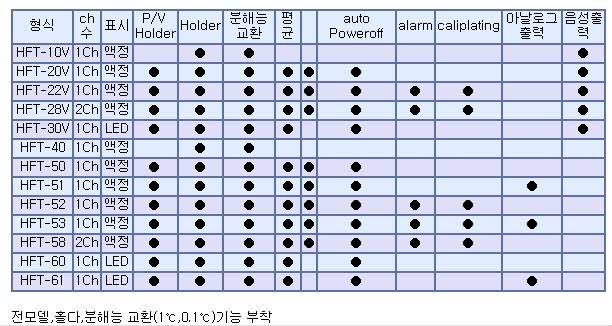 형식 ch수 표시 P/V Holder Holder 분해능교환 평균 auto Poweroff alarm caliplating 아날로그출력 음성출력
HFT-10V 1Ch 액정 ● ● ●
HFT-20V 1Ch 액정 ● ● ● ● ● ● ●
HFT-22V 1Ch 액정 ● ● ● ● ● ● ● ● ●
HFT-28V 2Ch 액정 ● ● ● ● ● ● ● ● ●
HFT-30V 1Ch LED ● ● ● ● ● ●
HFT-40 1Ch 액정 ● ●
HFT-50 1Ch 액정 ● ● ● ● ● ●
HFT-51 1Ch 액정 ● ● ● ● ● ● ●
HFT-52 1Ch 액정 ● ● ● ● ● ● ● ●
HFT-53 1Ch 액정 ● ● ● ● ● ● ● ● ●
HFT-58 2Ch 액정 ● ● ● ● ● ● ● ●
HFT-60 1Ch LED ● ● ● ● ●
HFT-61 1Ch LED ● ● ● ● ● ●
전모델,홀다,분해능 교환(1℃,0.1℃)기능 부착